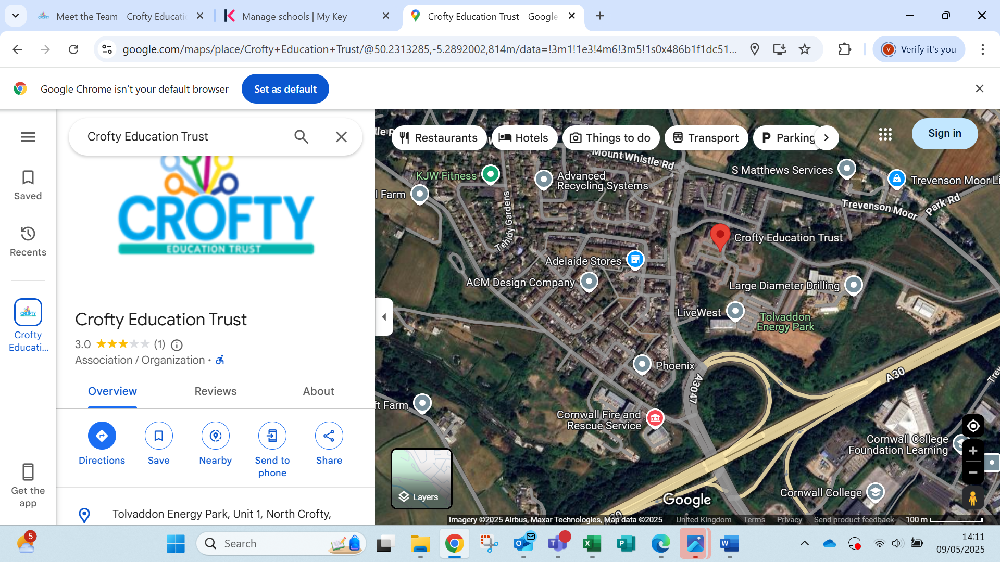 Meet the Team - Crofty Educatio
Manage schools | My Key
Crofty Education Trust - Google
google.com/maps/place/Crofty+Education+Trust/@50.2313285,-5.2892002,814m/data=!3m1!1e3!4m6!3m5!1s0x486b1f1dc51...
V
Verify it's you
Google Chrome isn't your default browser
Set as default
Crofty Education Trust
Saved
Recents
CROFTY
Crofty
Educati...
Get the
app
CROFTY
EDUCATION TRUST
Crofty Education Trust
3.0 (1)
Association / Organization ·
Overview
Reviews
About
Directions
Save
Nearby
Send to
phone
Share
Tolvaddon Energy Park, Unit 1, North Crofty,
Restaurants
Hotels
Things to do
Transport
P Parking
Sign in
Mount Whistle Rd
KJW Fitness
Advanced
Recycling Systems
S Matthews Services
Trevenson Moor Li
l Farm
Tehidy Gardens
Trevenson Moor
Park Rd
Crofty Education Trust
Adelaide Stores
ACM Design Company
Large Diameter Drilling
LiveWest
Tolvaddon
Energy Park
Phoenix
A3047
A30
ft Farm
Cornwall Fire and
Rescue Service
Cornwall College
Foundation Learning
Cornwall College
Layers
Google
Imagery ©2025 Airbus, Maxar Technologies, Map data ©2025
United Kingdom
Terms
Privacy
Send product feedback
100 m
5
Search
14:11
09/05/2025